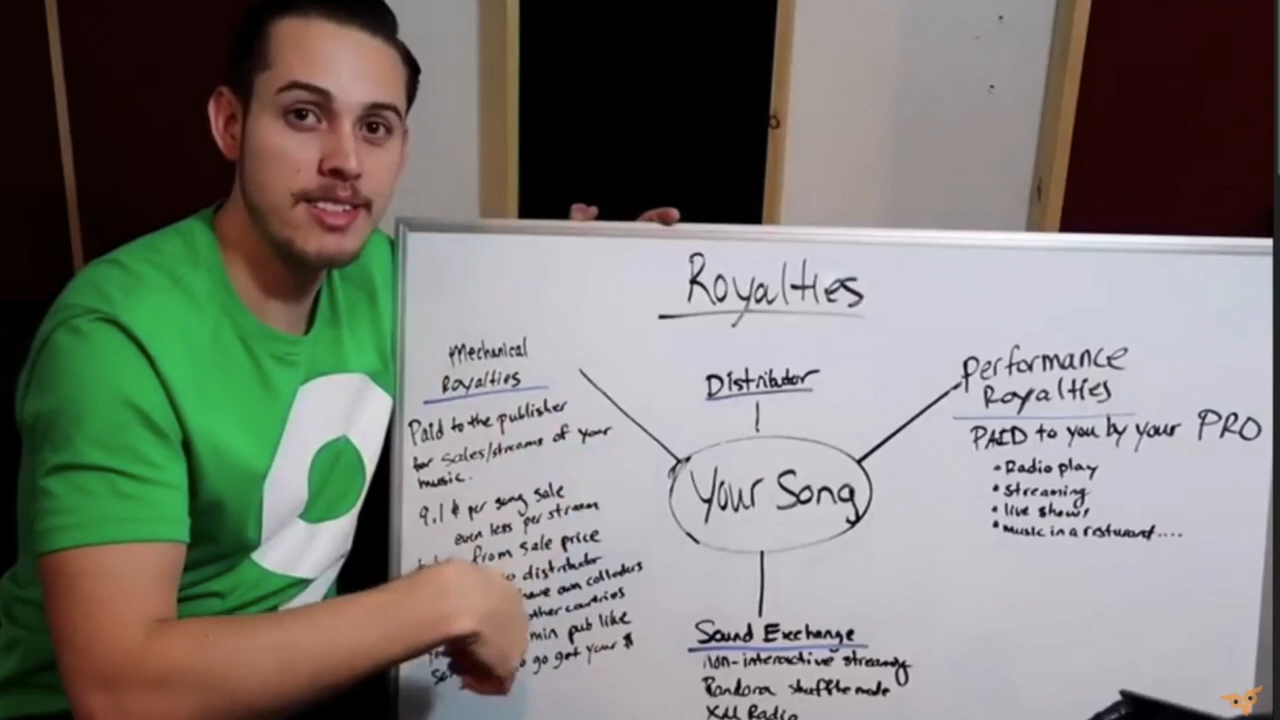 Royalties
Mechanical
Royalties
Paid to the publisher
for sales/streams of your
music.
9.1¢ per song sale
even less per stream
from sale price
distributor
have own collectors
other countries
min pub like
go get your $
Distributor
Your Song
Sound Exchange
Non-interactive streaming
Pandora shuffle mode
XM Radio
Performance
Royalties
PAID to you by your PRO
• Radio play
• Streaming
• live shows
• music in a resturant....